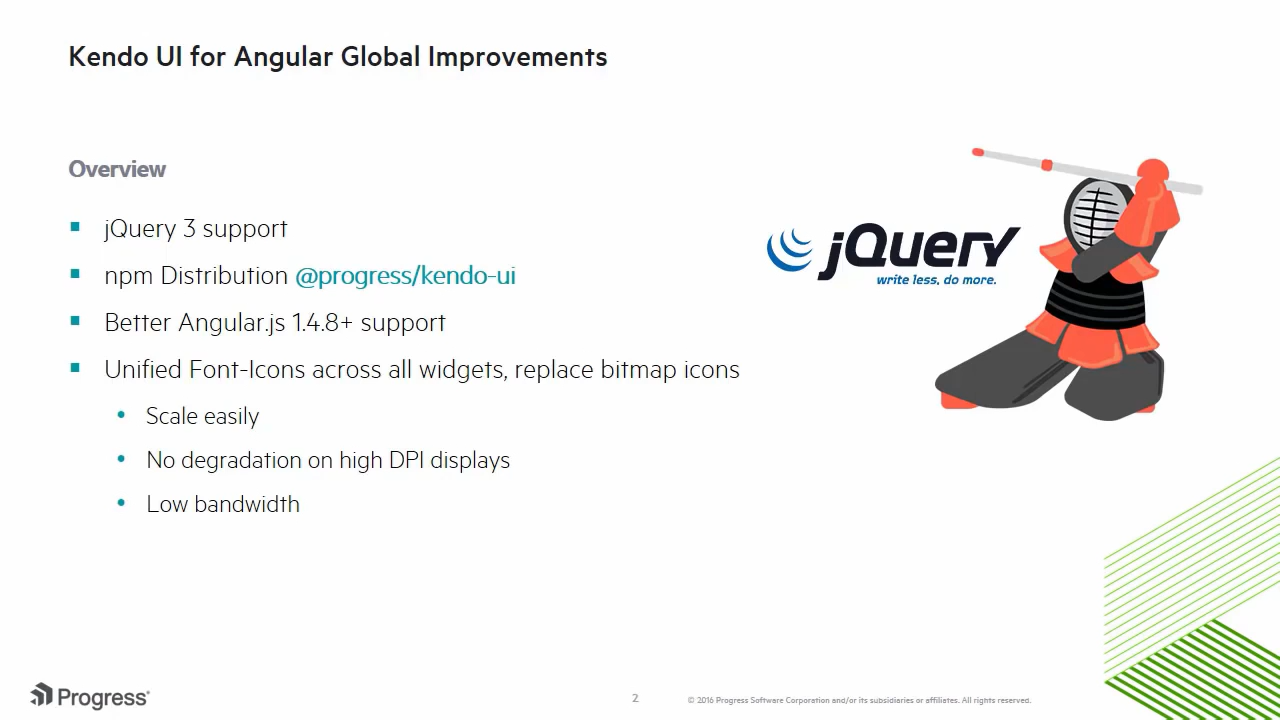 Kendo UI for Angular Global Improvements
Overview
jQuery 3 support
npm Distribution @progress/kendo-ui
Better Angular.js 1.4.8+ support
Unified Font-Icons across all widgets, replace bitmap icons
Scale easily
No degradation on high DPI displays
Low bandwidth
jQuery
write less, do more.
Progress
2
© 2016 Progress Software Corporation and/or its subsidiaries or affiliates. All rights reserved.